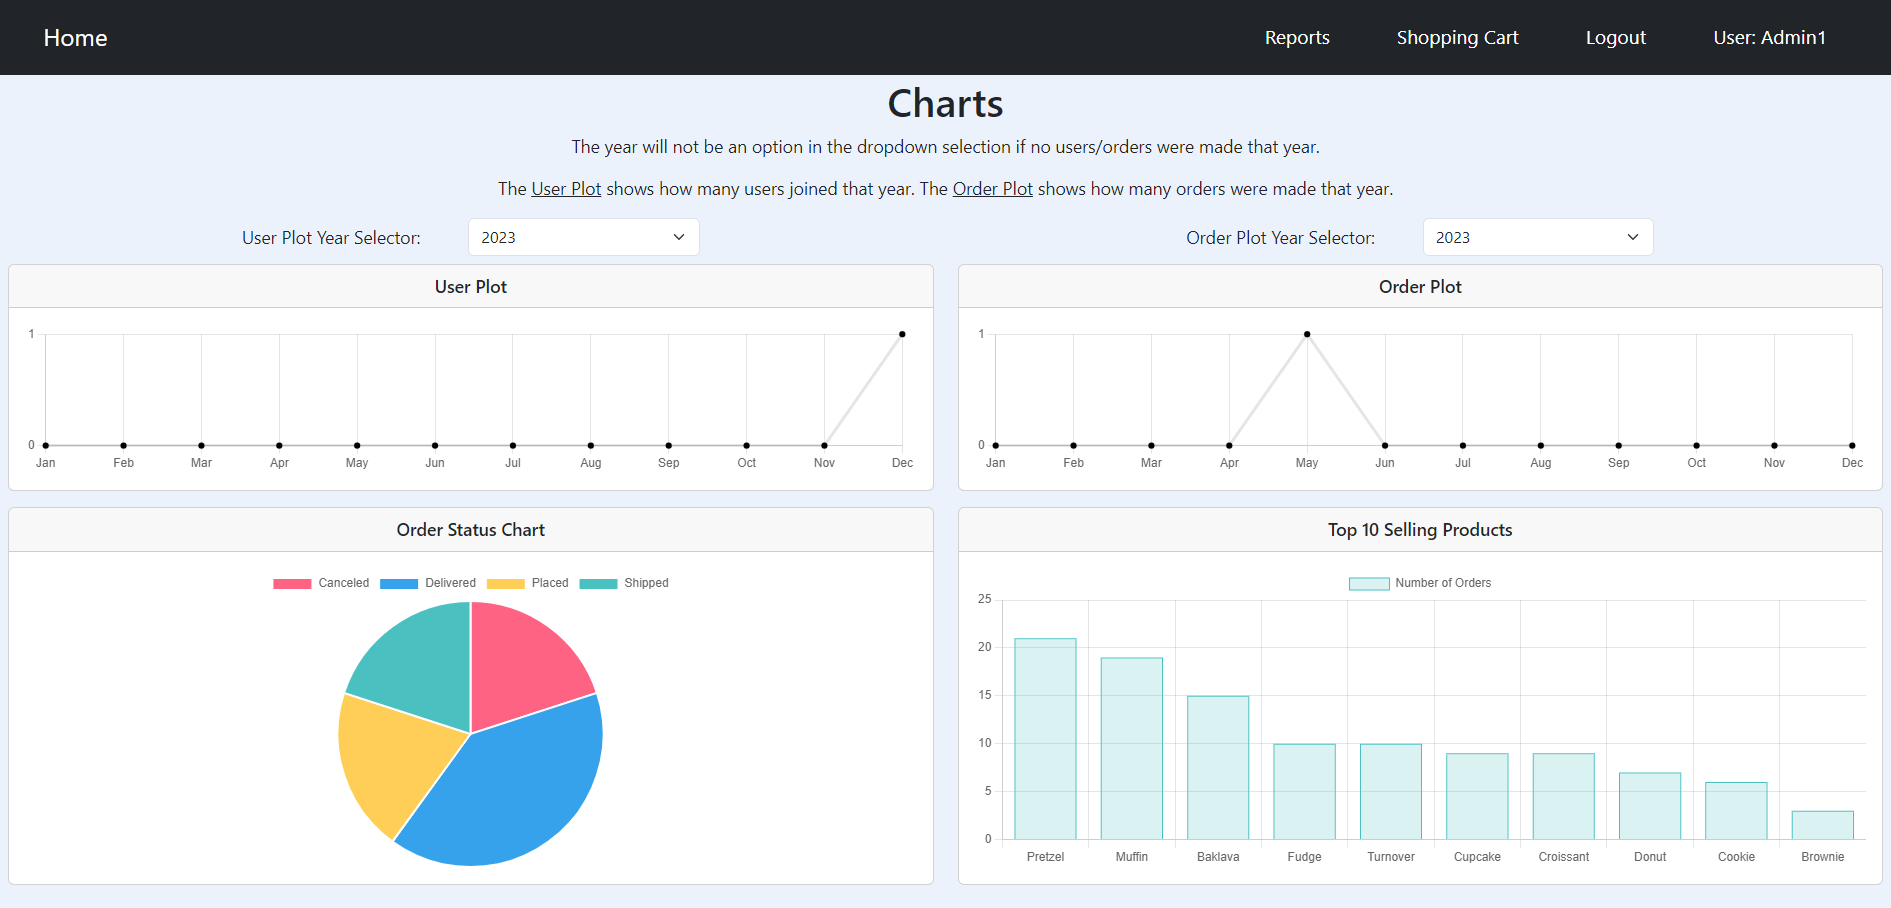 Home
Reports
Shopping Cart
Logout
User: Admin1
Charts
The year will not be an option in the dropdown selection if no users/orders were made that year.
The User Plot shows how many users joined that year. The Order Plot shows how many orders were made that year.
User Plot Year Selector:
2023
Order Plot Year Selector:
2023
User Plot
1
0
Jan Feb Mar Apr May Jun Jul Aug Sep Oct Nov Dec
Order Plot
1
0
Jan Feb Mar Apr May Jun Jul Aug Sep Oct Nov Dec
Order Status Chart
Canceled Delivered Placed Shipped
Top 10 Selling Products
Number of Orders
25
20
15
10
5
0
Pretzel Muffin Baklava Fudge Turnover Cupcake Croissant Donut Cookie Brownie